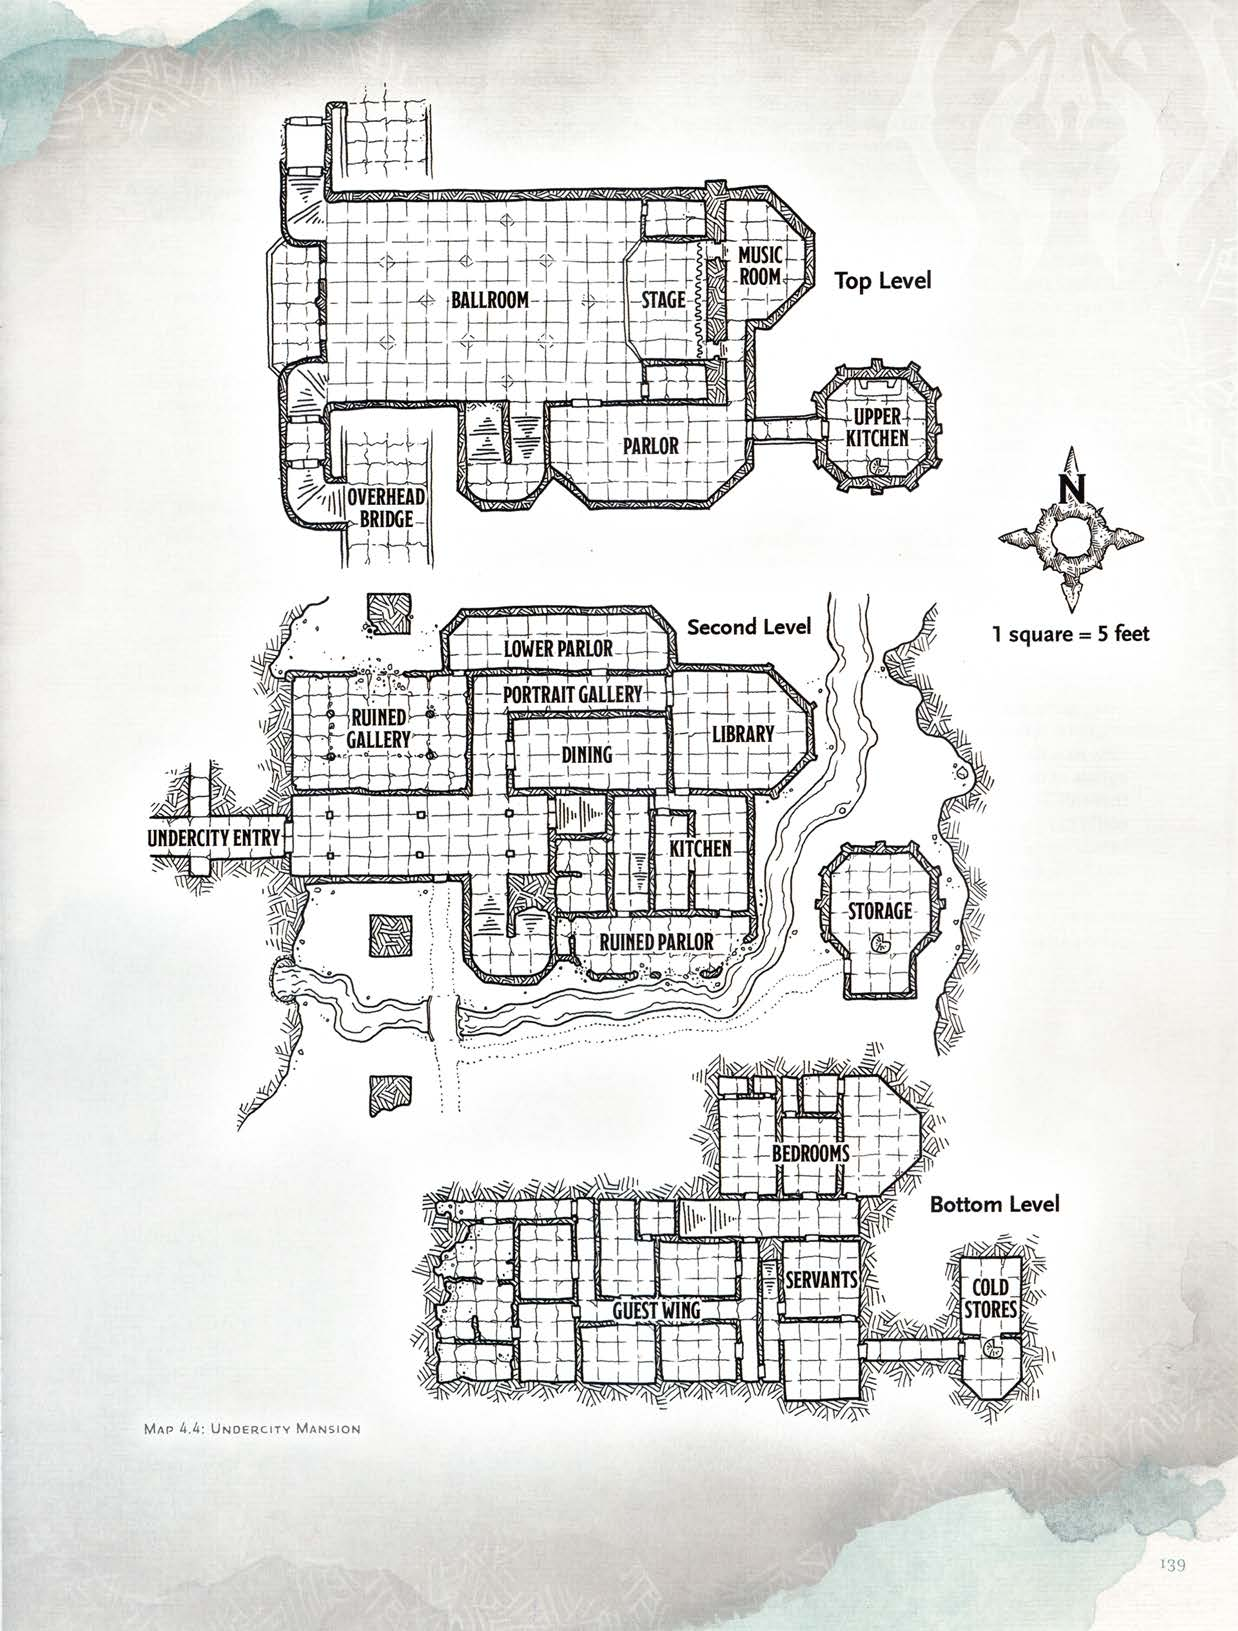 MUSIC
ROOM
Top Level
BALLROOM
STAGE
UPPER
KITCHEN
PARLOR
OVERHEAD
BRIDGE
N
1 square = 5 feet
Second Level
LOWER PARLOR
PORTRAIT GALLERY
RUINED
GALLERY
LIBRARY
DINING
UNDERCITY ENTRY
KITCHEN
STORAGE
RUINED PARLOR
BEDROOMS
Bottom Level
SERVANTS
COLD
STORES
GUEST WING
MAP 4.4: UNDERCITY MANSION
139